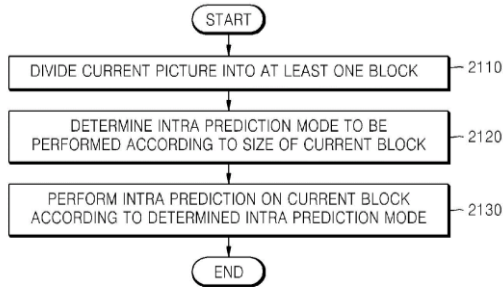 START
DIVIDE CURRENT PICTURE INTO AT LEAST ONE BLOCK
2110
DETERMINE INTRA PREDICTION MODE TO BE
PERFORMED ACCORDING TO SIZE OF CURRENT BLOCK
2120
PERFORM INTRA PREDICTION ON CURRENT BLOCK
ACCORDING TO DETERMINED INTRA PREDICTION MODE
2130
END